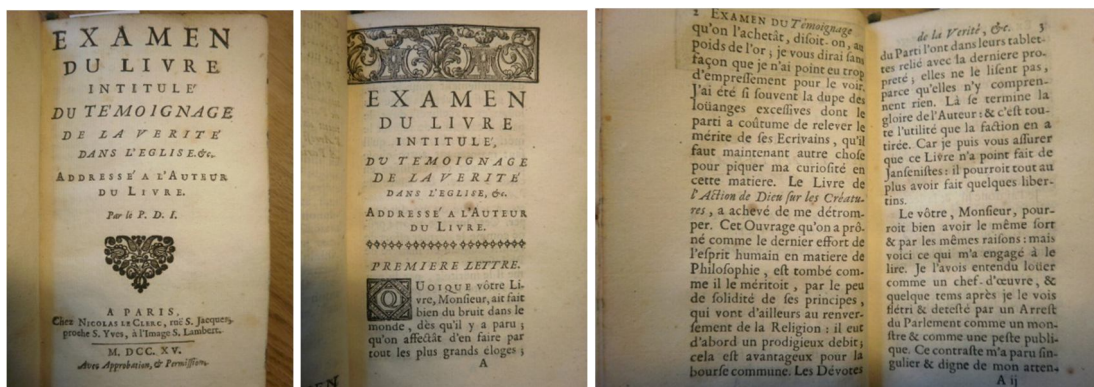 EXAMEN
DU LIVRE
INTITULÉ
DU TEMOIGNAGE
DE LA VERITÉ
DANS L'EGLISE. &c.
ADDRESSÉ A L'AUTEUR
DU LIVRE.
Par le P. D. I.
A PARIS,
Chez NICOLAS LE CLERC, ruë S. Jacques,
proche S. Yves, à l'Image S. Lambert.
M. DCC. XV.
Avec Approbation, & Permission.
EXAMEN
DU LIVRE
INTITULÉ,
DU TEMOIGNAGE
DE LA VERITÉ
DANS L'EGLISE, &c.
ADDRESSÉ A L'AUTEUR
DU LIVRE.
PREMIERE LETTRE.
QUOIQUE vôtre Li-
vre, Monsieur, ait fait
bien du bruit dans le
monde, dès qu'il y a paru;
qu'on affectât d'en faire par
tout les plus grands éloges;
A
2 EXAMEN DU Témoignage
qu'on l'achetât, disoit-on, au
poids de l'or; je vous dirai sans
façon que je n'ai point eu trop
d'empressement pour le voir.
J'ai été si souvent la dupe des
loüanges excessives dont le
parti a coûtume de relever le
mérite de ses Ecrivains, qu'il
faut maintenant autre chose
pour piquer ma curiosité en
cette matiere. Le Livre de
l'Action de Dieu sur les Créatu-
res, a achevé de me détrom-
per. Cet Ouvrage qu'on a prô-
né comme le dernier effort de
l'esprit humain en matiere de
Philosophie, est tombé com-
me il le méritoit, par le peu
de solidité de ses principes,
qui vont d'ailleurs au renver-
sement de la Religion: il eut
d'abord un prodigieux debit;
cela est avantageux pour la
bourse commune. Les Dévotes
de la Verité, &c. 3
du Parti l'ont dans leurs tablet-
tes relié avec la derniere pro-
preté; elles ne le lisent pas,
parce qu'elles n'y compren-
nent rien. Là se termine la
gloire de l'Auteur: & c'est tou-
te l'utilité que la faction en a
tirée. Car je puis vous assurer
que ce Livre n'a point fait de
Jansenistes: il pourroit tout au
plus avoir fait quelques liber-
tins.
Le vôtre, Monsieur, pour-
roit bien avoir le même sort
& par les mêmes raisons: mais
voici ce qui m'a engagé à le
lire. Je l'avois entendu loüer
comme un chef-d'œuvre, &
quelque tems après je le vois
flétri & detesté par un Arrest
du Parlement comme un mon-
stre & comme une peste publi-
que. Ce contraste m'a paru sin-
gulier & digne de mon atten-
A ij